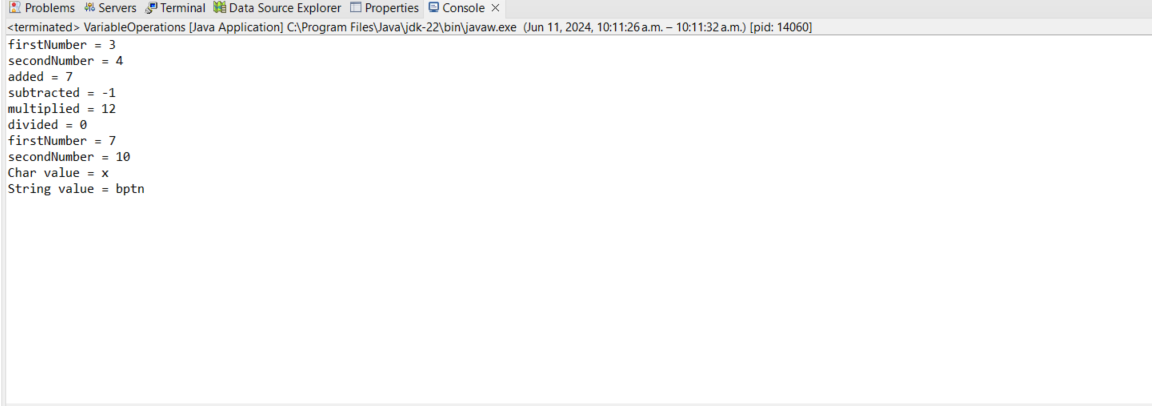 Problems Servers Terminal Data Source Explorer Properties Console
<terminated> VariableOperations [Java Application] C:\Program Files\Java\jdk-22\bin\javaw.exe (Jun 11, 2024, 10:11:26 a.m. – 10:11:32 a.m.) [pid: 14060]
firstNumber = 3
secondNumber = 4
added = 7
subtracted = -1
multiplied = 12
divided = 0
firstNumber = 7
secondNumber = 10
Char value = x
String value = bptn